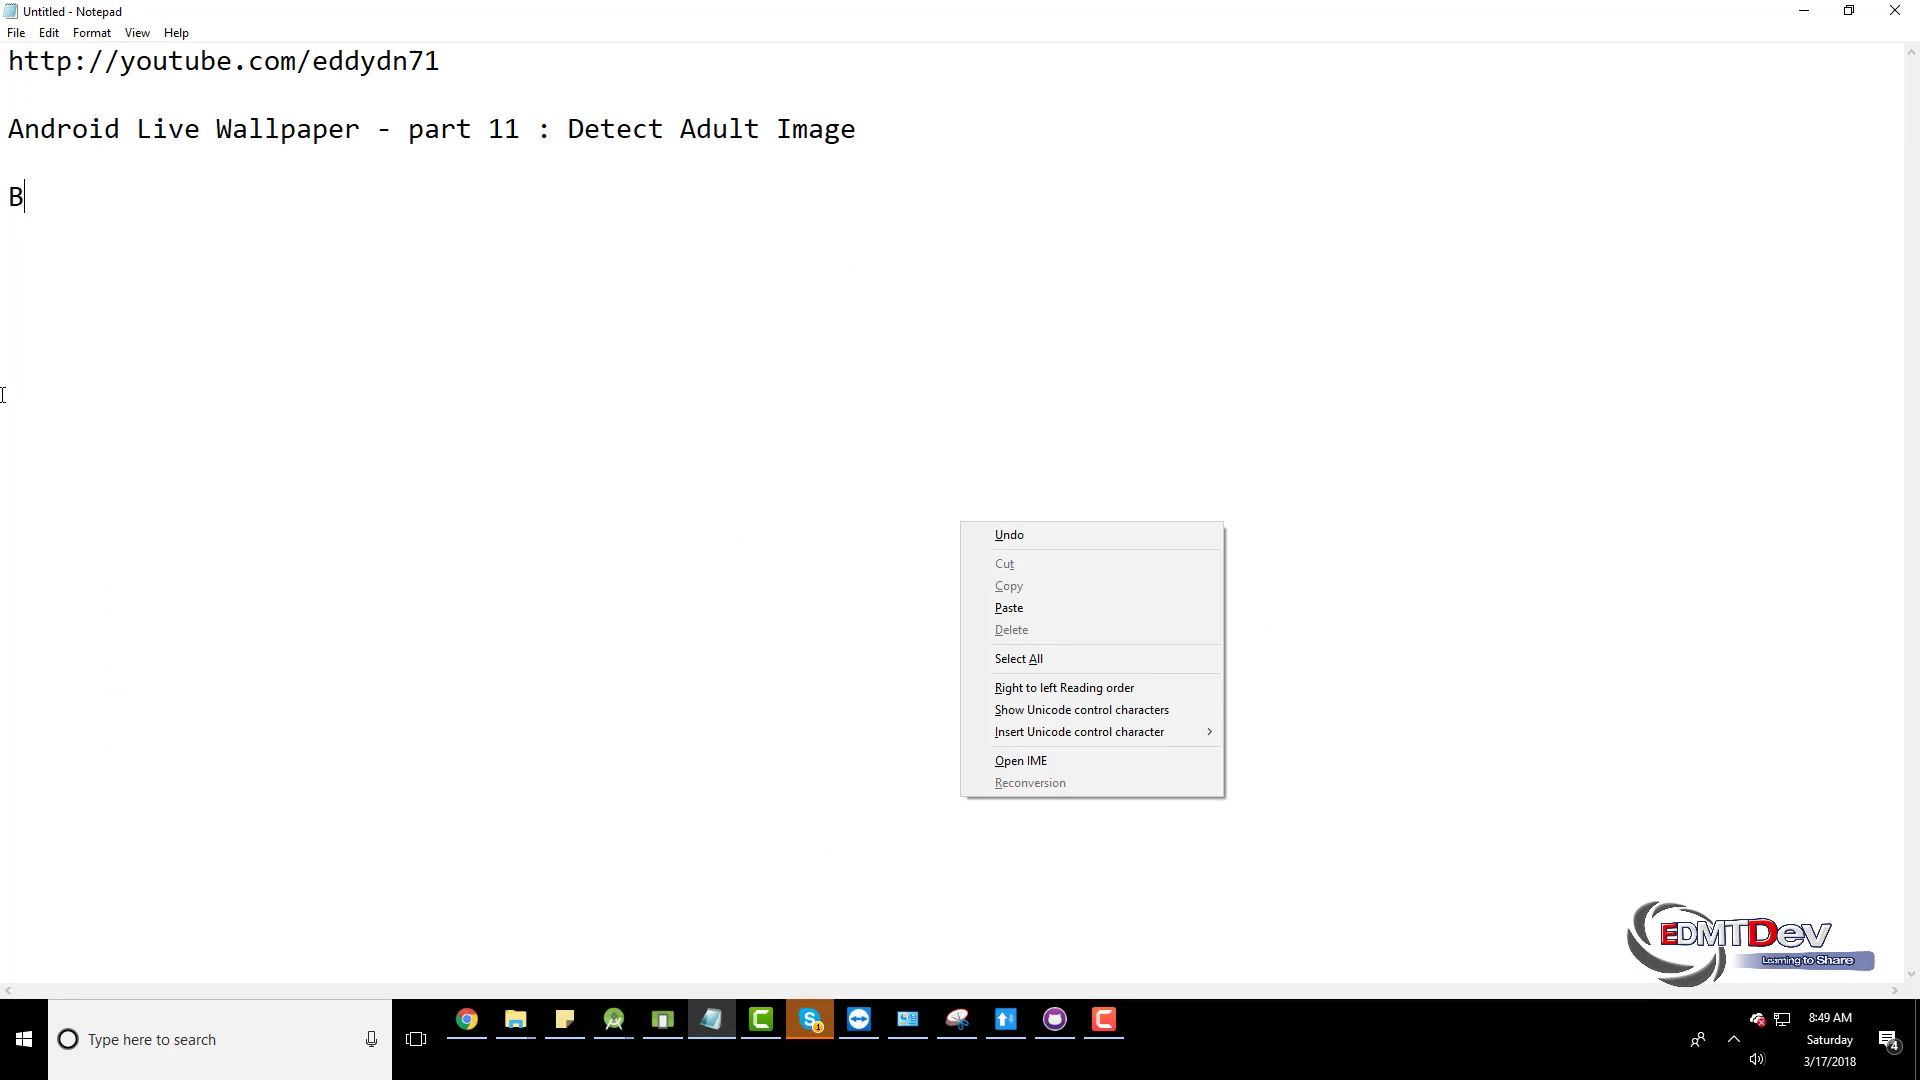 Untitled - Notepad
File Edit Format View Help
http://youtube.com/eddydn71
Android Live Wallpaper - part 11 : Detect Adult Image
B
Undo
Cut
Copy
Paste
Delete
Select All
Right to left Reading order
Show Unicode control characters
Insert Unicode control character
Open IME
Reconversion
EDMTDev
Learning to Share
Type here to search
1
8:49 AM
Saturday
3/17/2018
4